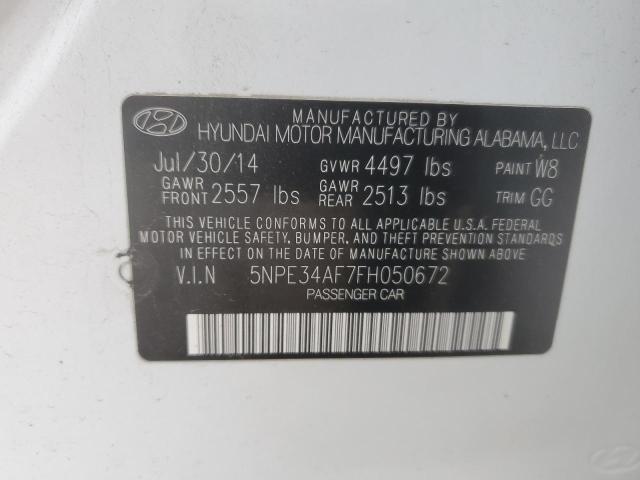 MANUFACTURED BY
HYUNDAI MOTOR MANUFACTURING ALABAMA, LLC
Jul/30/14 GVWR 4497 lbs PAINT W8
GAWR FRONT 2557 lbs GAWR REAR 2513 lbs TRIM GG
THIS VEHICLE CONFORMS TO ALL APPLICABLE U.S.A. FEDERAL
MOTOR VEHICLE SAFETY, BUMPER, AND THEFT PREVENTION STANDARDS
IN EFFECT ON THE DATE OF MANUFACTURE SHOWN ABOVE.
V.I.N 5NPE34AF7FH050672
PASSENGER CAR